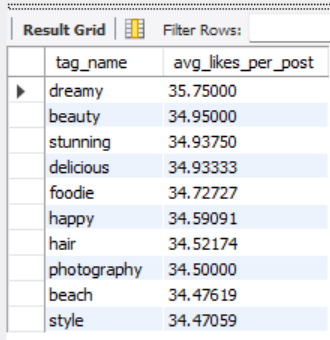 Result Grid Filter Rows:
tag_name avg_likes_per_post
dreamy 35.75000
beauty 34.95000
stunning 34.93750
delicious 34.93333
foodie 34.72727
happy 34.59091
hair 34.52174
photography 34.50000
beach 34.47619
style 34.47059